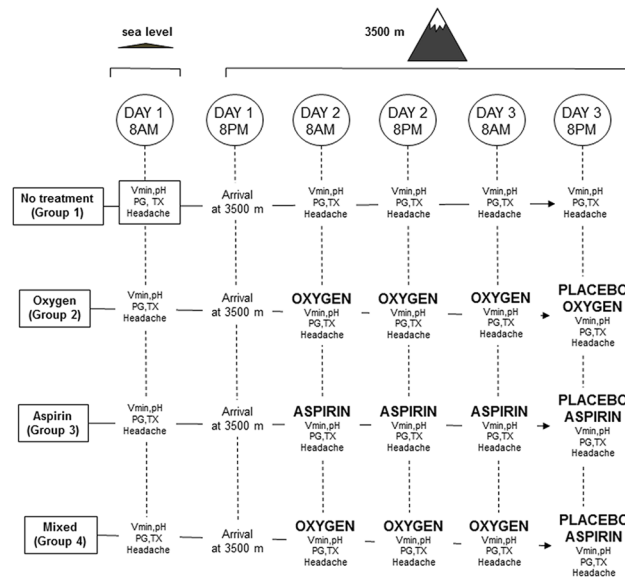 sea level
3500 m
DAY 1
8AM
DAY 1
8PM
DAY 2
8AM
DAY 2
8PM
DAY 3
8AM
DAY 3
8PM
No treatment
(Group 1)
Vmin,pH
PG, TX
Headache
Arrival
at 3500 m
Vmin,pH
PG,TX
Headache
Vmin,pH
PG,TX
Headache
Vmin,pH
PG,TX
Headache
Vmin,pH
PG,TX
Headache
Oxygen
(Group 2)
Vmin,pH
PG,TX
Headache
Arrival
at 3500 m
OXYGEN
Vmin,pH
PG,TX
Headache
OXYGEN
Vmin,pH
PG,TX
Headache
OXYGEN
Vmin,pH
PG,TX
Headache
PLACEBO
OXYGEN
Vmin,pH
PG,TX
Headache
Aspirin
(Group 3)
Vmin,pH
PG,TX
Headache
Arrival
at 3500 m
ASPIRIN
Vmin,pH
PG,TX
Headache
ASPIRIN
Vmin,pH
PG,TX
Headache
ASPIRIN
Vmin,pH
PG,TX
Headache
PLACEBO
ASPIRIN
Vmin,pH
PG,TX
Headache
Mixed
(Group 4)
Vmin,pH
PG,TX
Headache
Arrival
at 3500 m
OXYGEN
Vmin,pH
PG,TX
Headache
OXYGEN
Vmin,pH
PG,TX
Headache
OXYGEN
Vmin,pH
PG,TX
Headache
PLACEBO
ASPIRIN
Vmin,pH
PG,TX
Headache